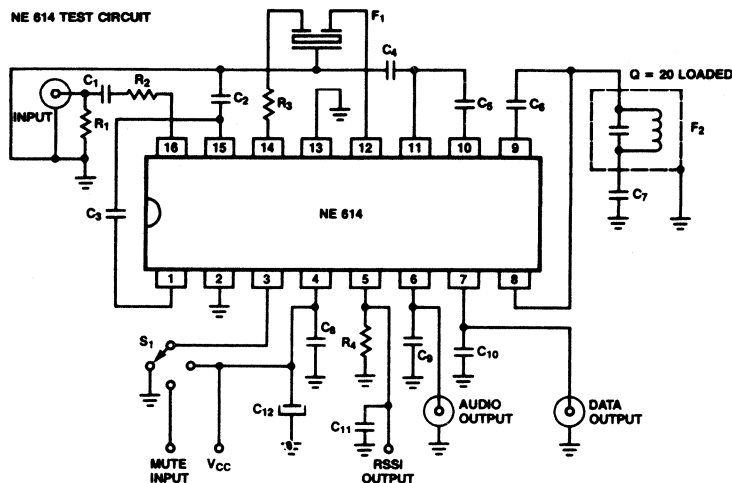 NE 614 TEST CIRCUIT
F1
C4
Q = 20 LOADED
C1
R2
INPUT
R1
C2
R3
C5
C6
F2
C7
16
15
14
13
12
11
10
9
C3
NE 614
1
2
3
4
5
6
7
8
S1
C8
R4
C9
C10
C12
C11
AUDIO
OUTPUT
DATA
OUTPUT
MUTE
INPUT
VCC
RSSI
OUTPUT